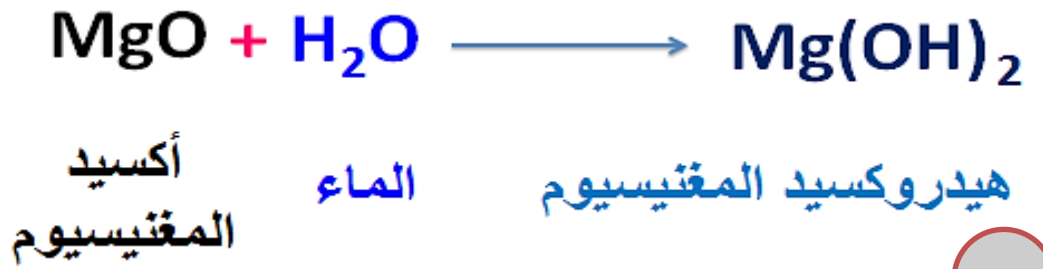 MgO + H₂O ⟶ Mg(OH)₂
أكسيد المغنيسيوم
الماء
هيدروكسيد المغنيسيوم